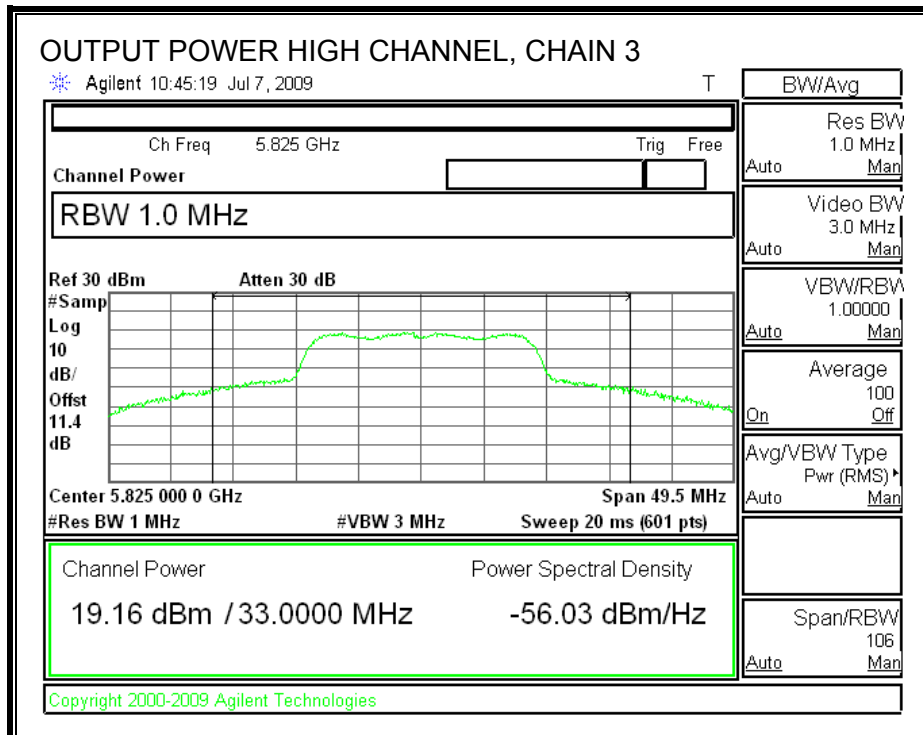 OUTPUT POWER HIGH CHANNEL, CHAIN 3
Agilent 10:45:19 Jul 7, 2009 T
BW/Avg
Ch Freq 5.825 GHz Trig Free
Channel Power
RBW 1.0 MHz
Ref 30 dBm Atten 30 dB
#Samp
Log
10
dB/
Offst
11.4
dB
Center 5.825 000 0 GHz Span 49.5 MHz
#Res BW 1 MHz #VBW 3 MHz Sweep 20 ms (601 pts)
Channel Power Power Spectral Density
19.16 dBm / 33.0000 MHz -56.03 dBm/Hz
Copyright 2000-2009 Agilent Technologies
Res BW
1.0 MHz
Auto Man
Video BW
3.0 MHz
Auto Man
VBW/RBW
1.00000
Auto Man
Average
100
On Off
Avg/VBW Type
Pwr (RMS)
Auto Man
Span/RBW
106
Auto Man